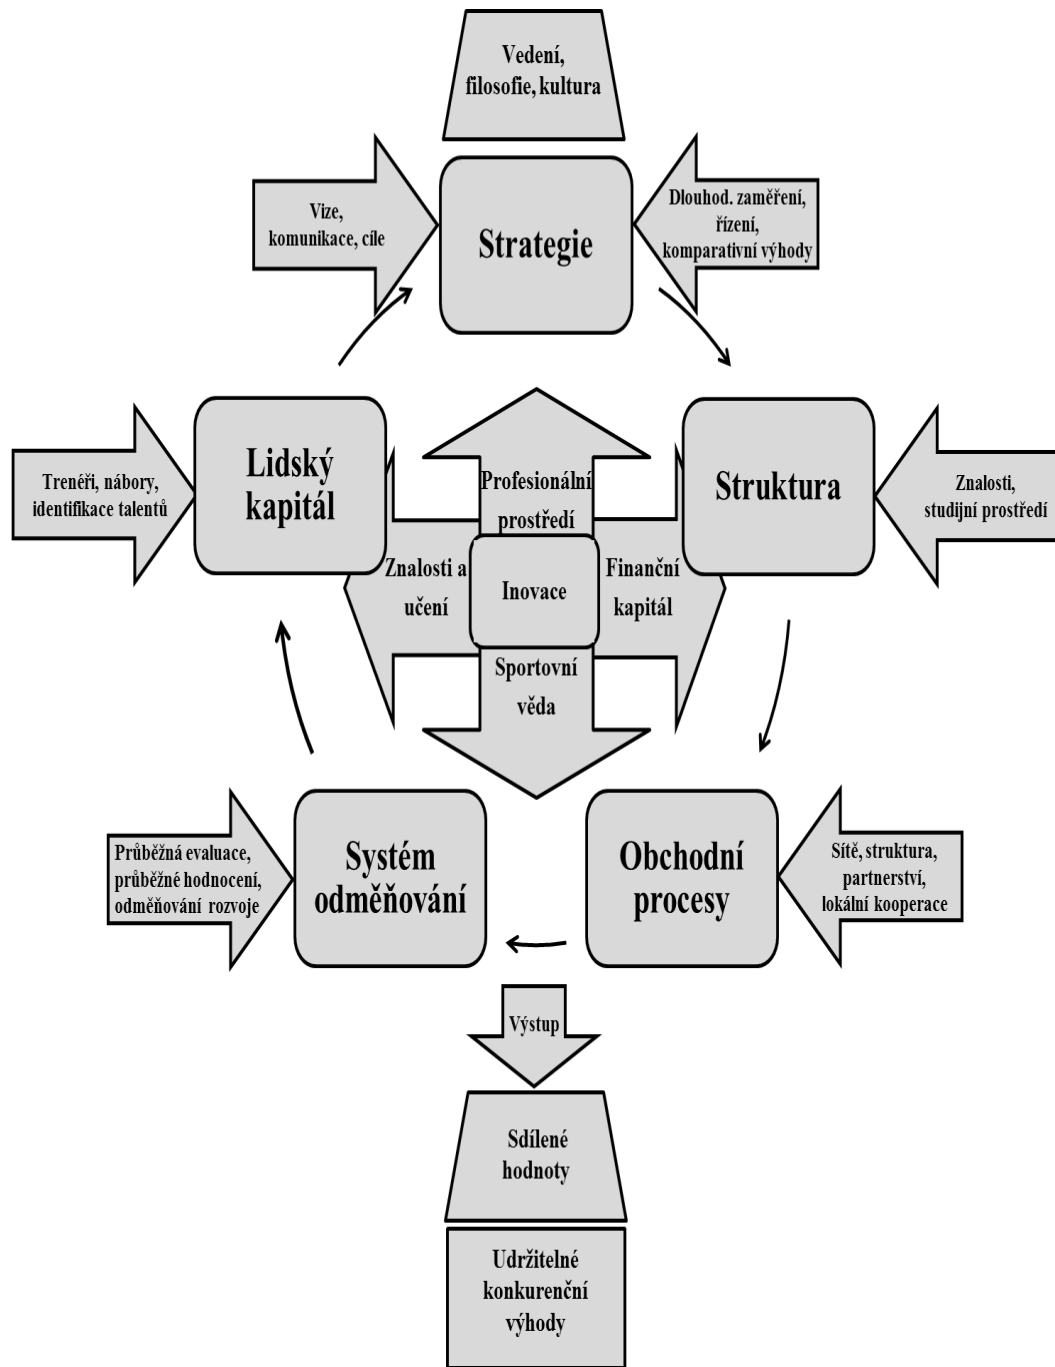 Vedení,
filosofie, kultura
Vize,
komunikace, cíle
Strategie
Dlouhod. zaměření,
řízení,
komparativní výhody
Trenéři, nábory,
identifikace talentů
Lidský
kapitál
Profesionální
prostředí
Struktura
Znalosti,
studijní prostředí
Znalosti a
učení
Inovace
Finanční
kapitál
Sportovní
věda
Průběžná evaluace,
průběžné hodnocení,
odměňování rozvoje
Systém
odměňování
Obchodní
procesy
Sítě, struktura,
partnerství,
lokální kooperace
Výstup
Sdílené
hodnoty
Udržitelné
konkurenční
výhody